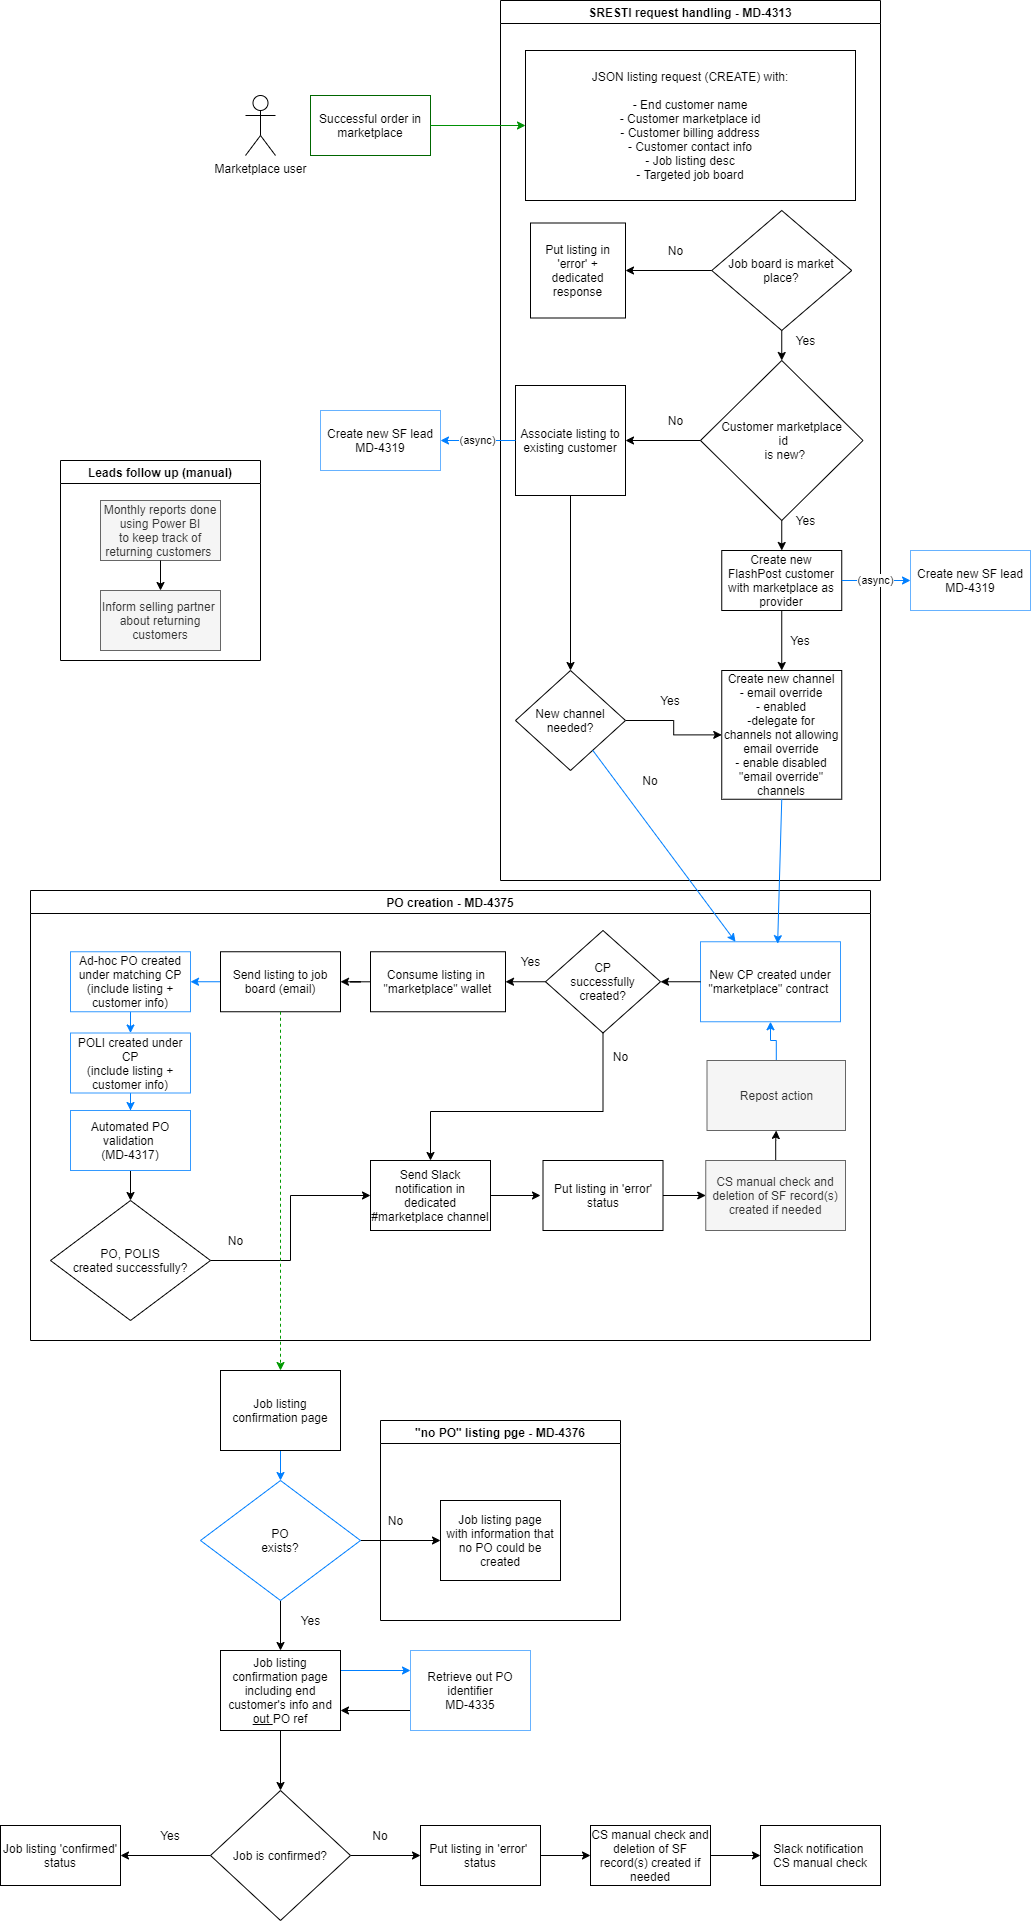 SRESTI request handling - MD-4313
JSON listing request (CREATE) with:
- End customer name
- Customer marketplace id
- Customer billing address
- Customer contact info
- Job listing desc
- Targeted job board
Successful order in
marketplace
Marketplace user
Put listing in
'error' +
dedicated
response
No
Job board is market
place?
Yes
Create new SF lead
MD-4319
(async)
Associate listing to
existing customer
No
Customer marketplace
id
is new?
Yes
Leads follow up (manual)
Monthly reports done
using Power BI
to keep track of
returning customers
Inform selling partner
about returning
customers
Create new
FlashPost customer
with marketplace as
provider
(async)
Create new SF lead
MD-4319
Yes
New channel
needed?
Yes
No
Create new channel
- email override
- enabled
-delegate for
channels not allowing
email override
- enable disabled
"email override"
channels
PO creation - MD-4375
Ad-hoc PO created
under matching CP
(include listing +
customer info)
Send listing to job
board (email)
Consume listing in
"marketplace" wallet
Yes
CP
successfully
created?
New CP created under
"marketplace" contract
No
POLI created under
CP
(include listing +
customer info)
Automated PO
validation
(MD-4317)
Repost action
PO, POLIS
created successfully?
No
Send Slack
notification in
dedicated
#marketplace channel
Put listing in 'error'
status
CS manual check and
deletion of SF record(s)
created if needed
Job listing
confirmation page
"no PO" listing pge - MD-4376
PO
exists?
No
Job listing page
with information that
no PO could be
created
Yes
Job listing
confirmation page
including end
customer's info and
out PO ref
Retrieve out PO
identifier
MD-4335
Job listing 'confirmed'
status
Yes
Job is confirmed?
No
Put listing in 'error'
status
CS manual check and
deletion of SF
record(s) created if
needed
Slack notification
CS manual check